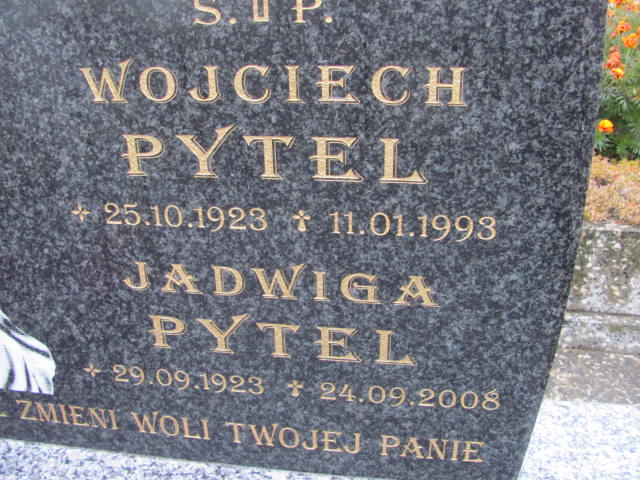 S. ✝ P.
WOJCIECH
PYTEL
✦ 25.10.1923 ✝ 11.01.1993
JADWIGA
PYTEL
✦ 29.09.1923 ✝ 24.09.2008
ZMIENI WOLI TWOJEJ PANIE